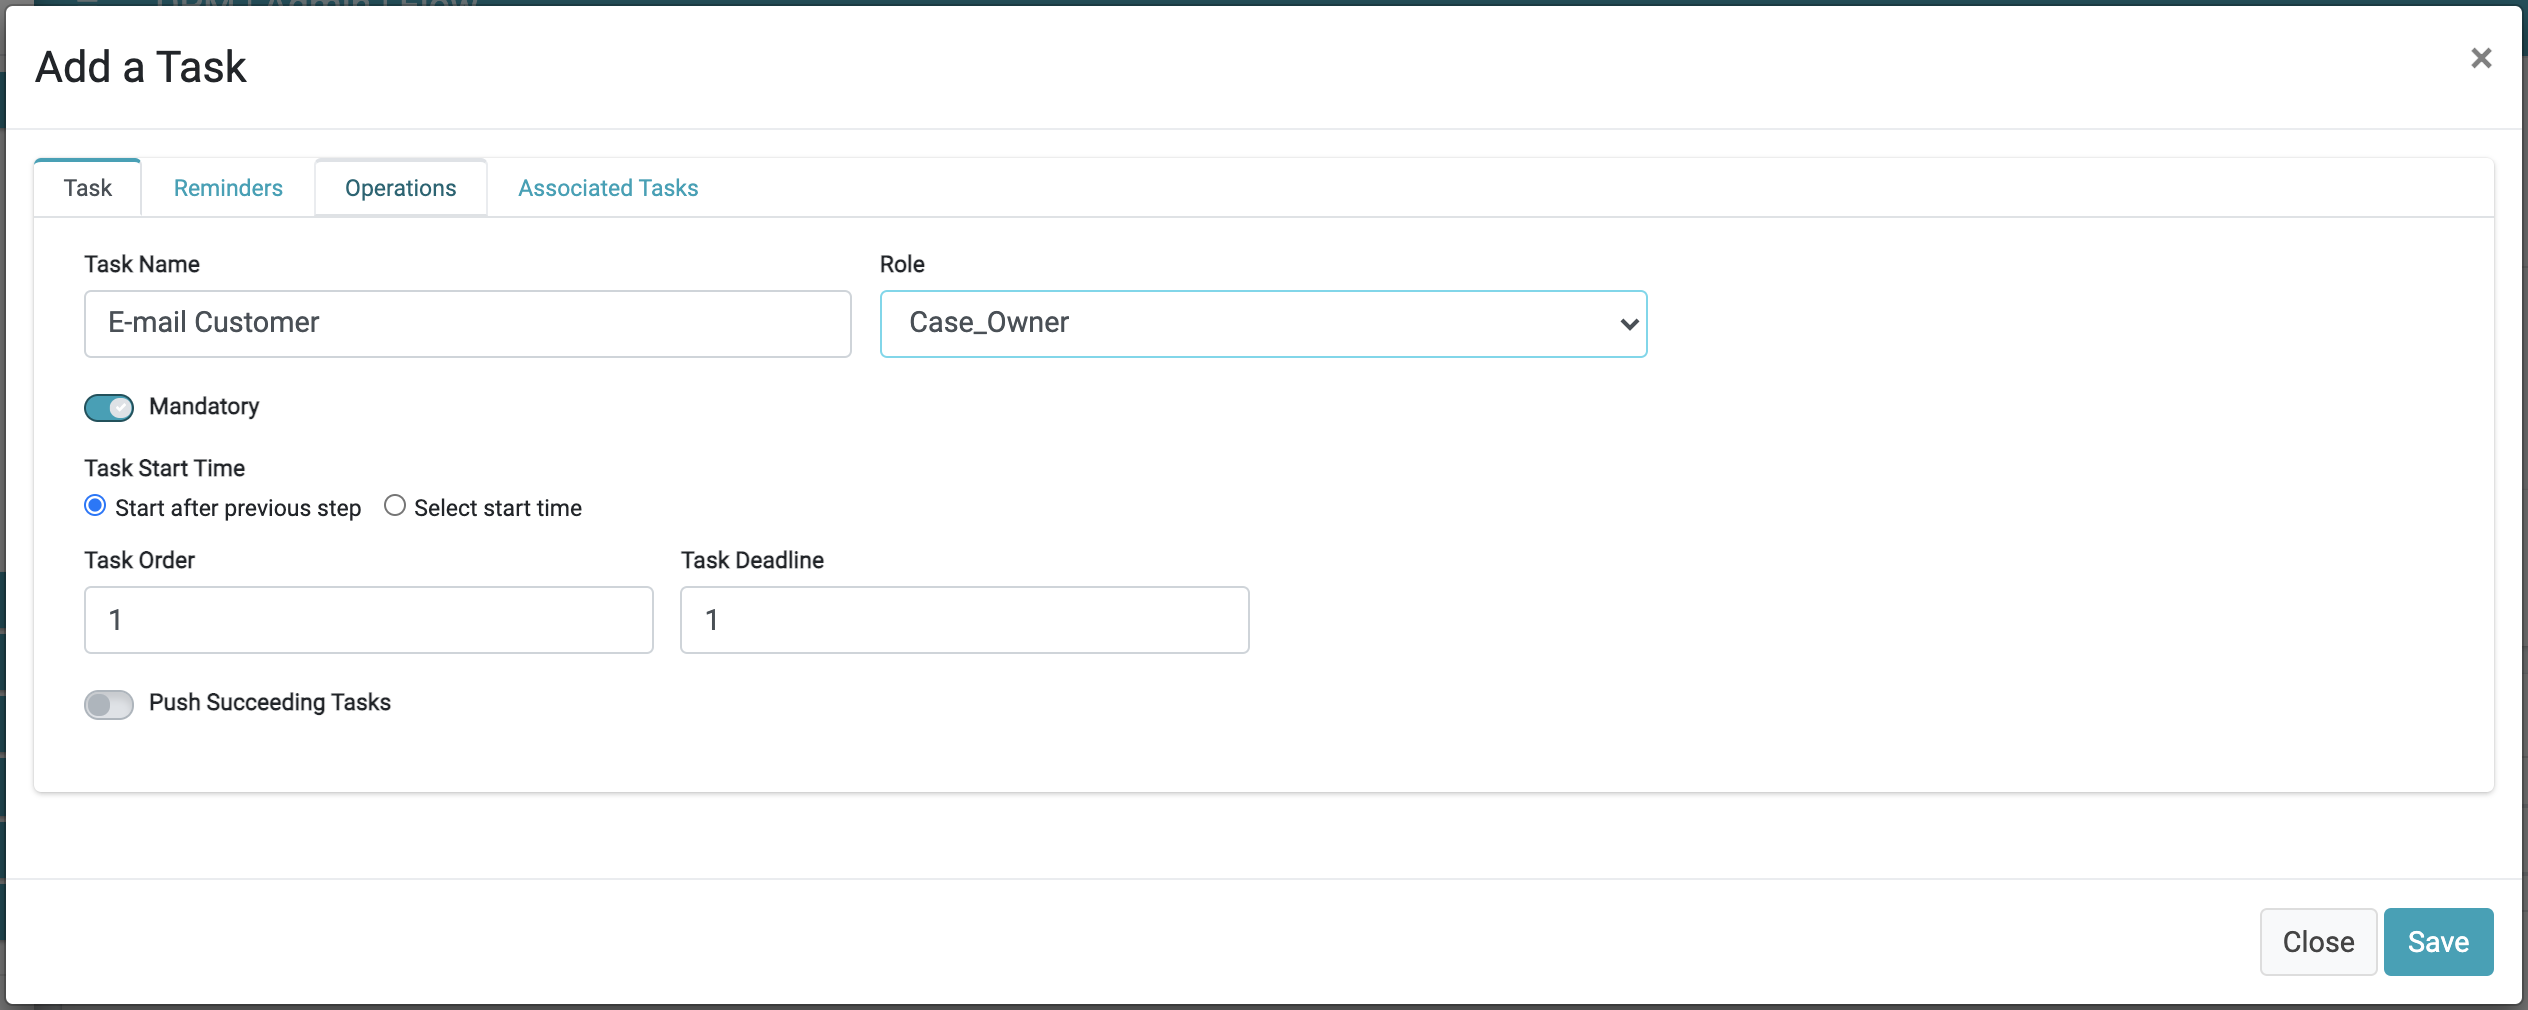 Add a Task
×
Task Reminders Operations Associated Tasks
Task Name Role
E-mail Customer Case_Owner
Mandatory
Task Start Time
Start after previous step Select start time
Task Order Task Deadline
1 1
Push Succeeding Tasks
Close Save